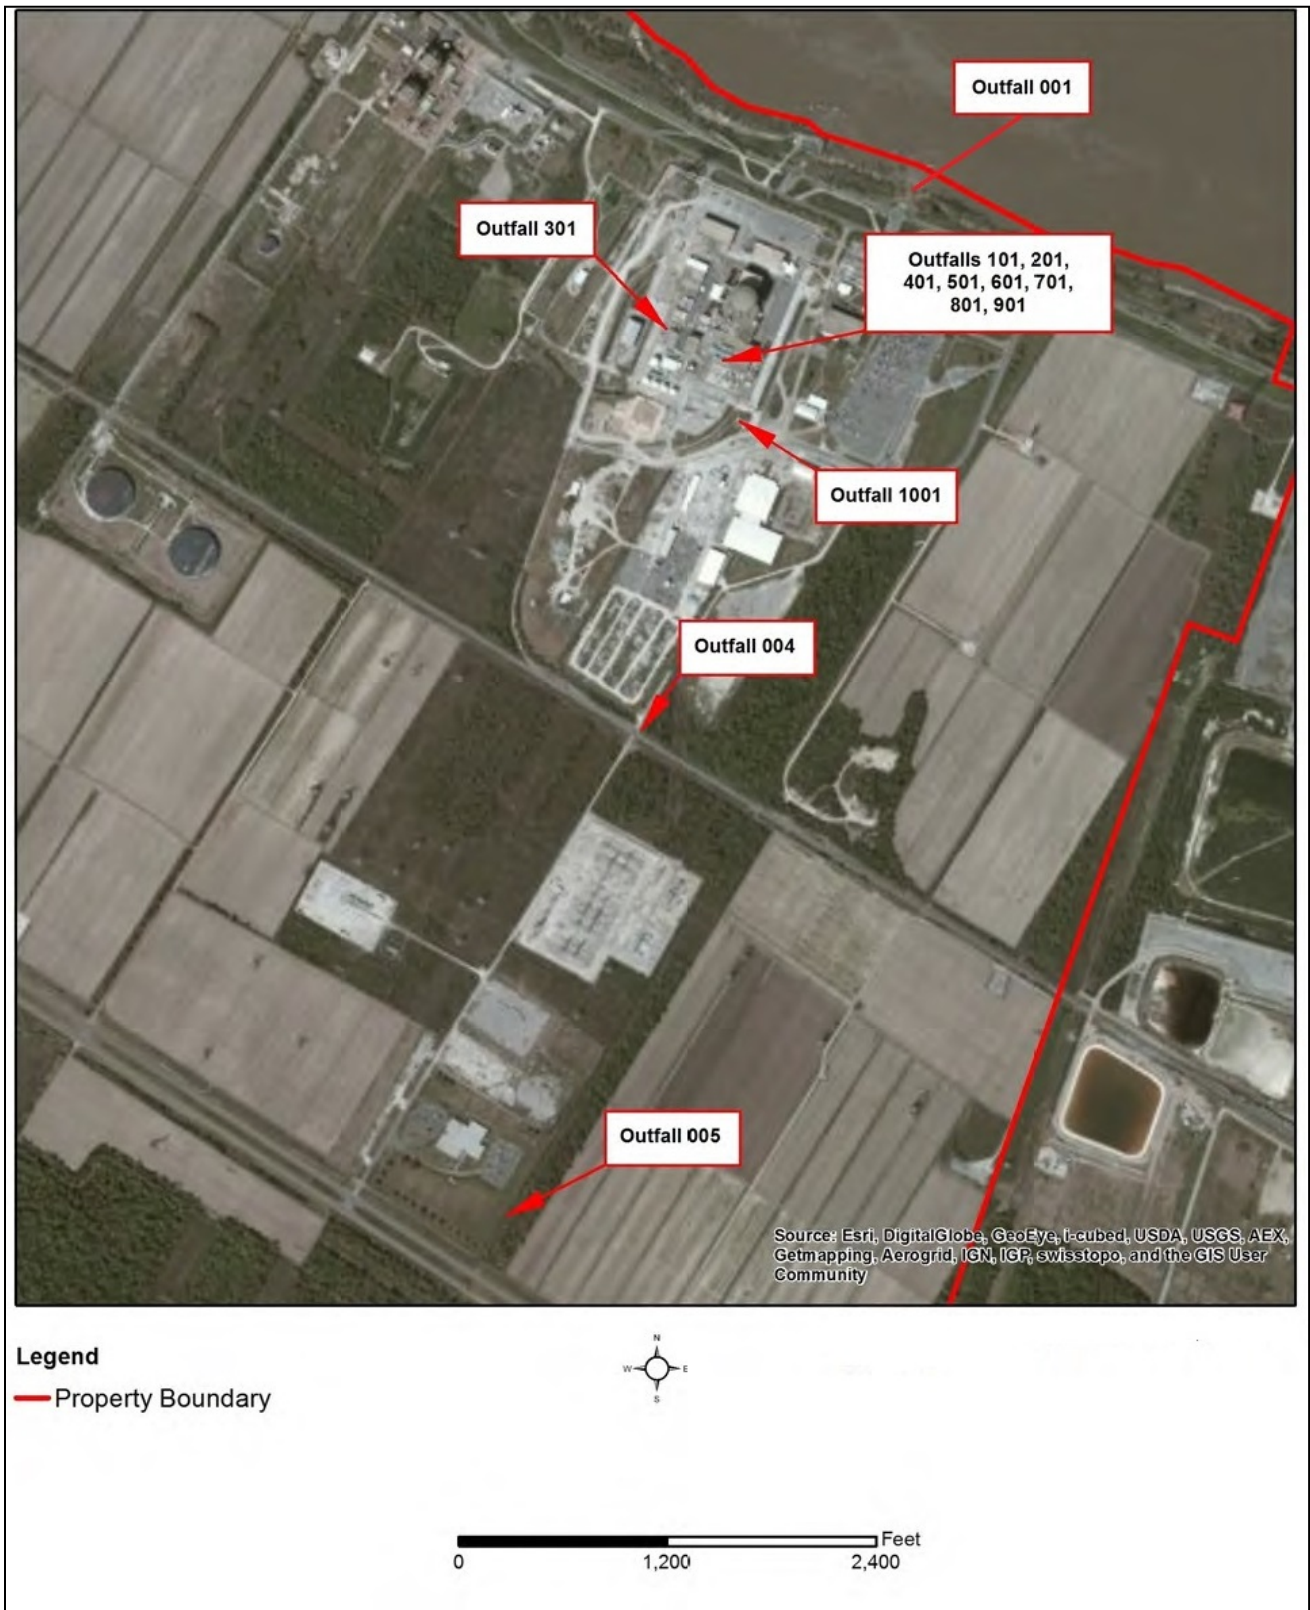 Outfall 001
Outfall 301
Outfalls 101, 201,
401, 501, 601, 701,
801, 901
Outfall 1001
Outfall 004
Outfall 005
Source: Esri, DigitalGlobe, GeoEye, i-cubed, USDA, USGS, AEX,
Getmapping, Aerogrid, IGN, IGP, swisstopo, and the GIS User
Community
Legend
Property Boundary
N
W E
S
Feet
0 1,200 2,400